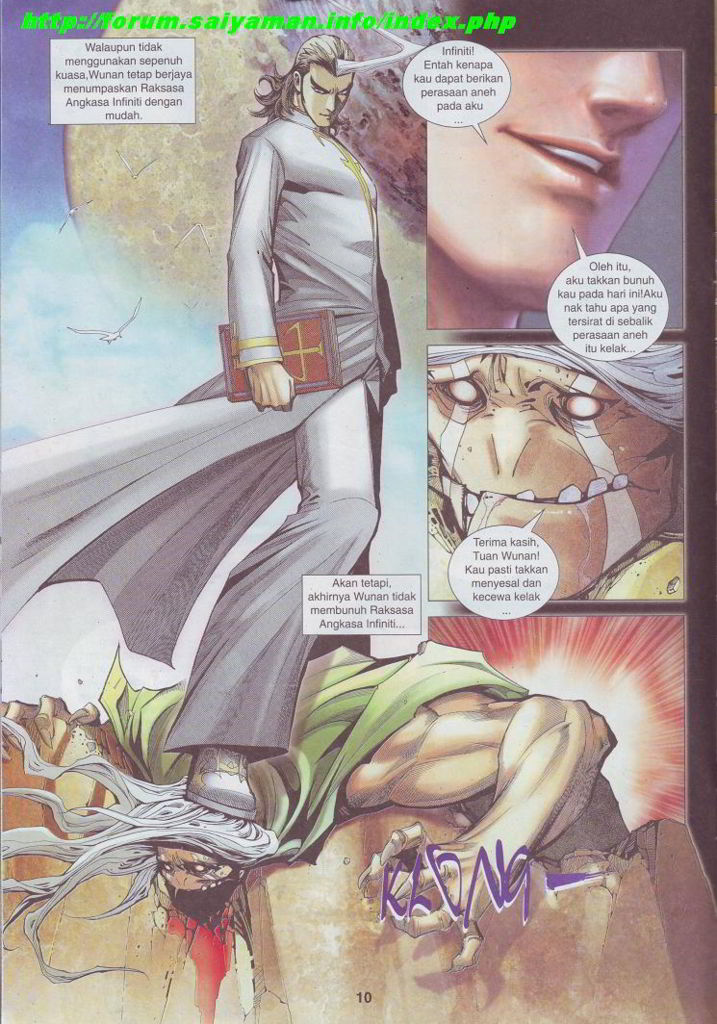 http://forum.saiyaman.info/index.php
Walaupun tidak
menggunakan sepenuh
kuasa,Wunan tetap berjaya
menumpaskan Raksasa
Angkasa Infiniti dengan
mudah.
Infiniti!
Entah kenapa
kau dapat berikan
perasaan aneh
pada aku
...
Oleh itu,
aku takkan bunuh
kau pada hari ini!Aku
nak tahu apa yang
tersirat di sebalik
perasaan aneh
itu kelak...
Terima kasih,
Tuan Wunan!
Kau pasti takkan
menyesal dan
kecewa kelak
...
Akan tetapi,
akhirnya Wunan tidak
membunuh Raksasa
Angkasa Infiniti...
KLONG—
10